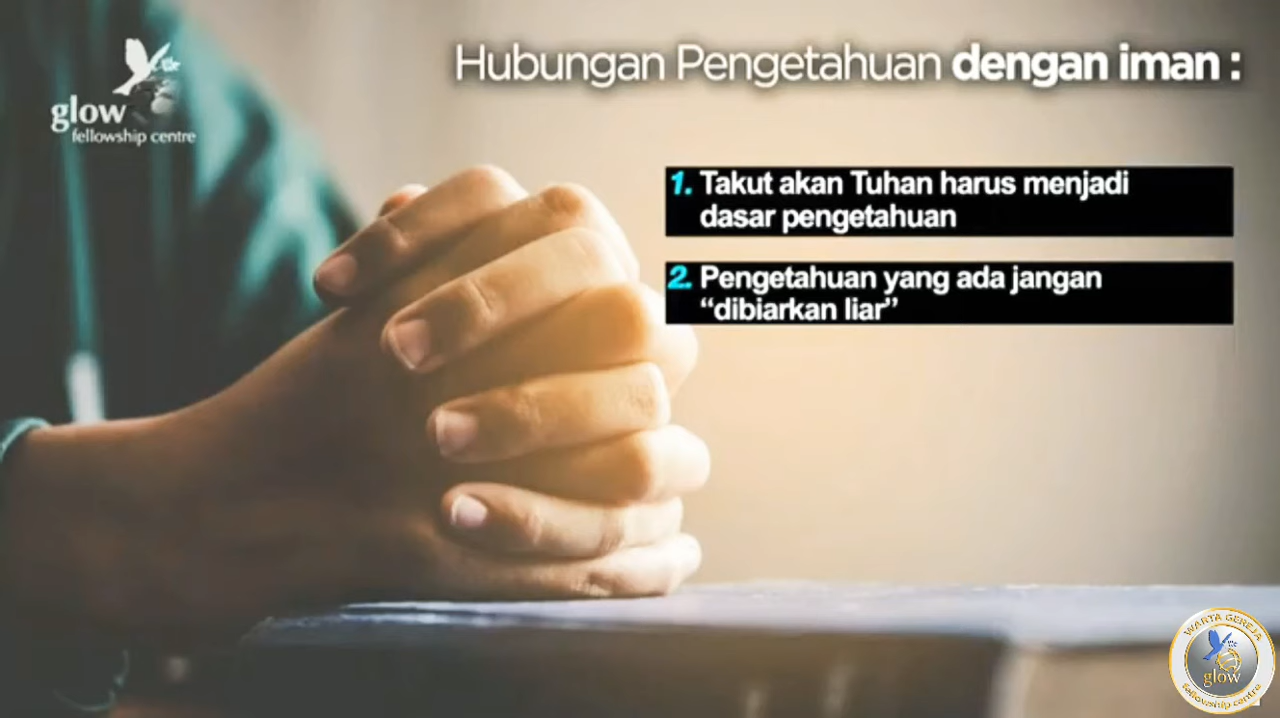 glow
fellowship centre
Hubungan Pengetahuan dengan iman :
1. Takut akan Tuhan harus menjadi
dasar pengetahuan
2. Pengetahuan yang ada jangan
“dibiarkan liar”
WARTA GEREJA
glow
fellowship centre